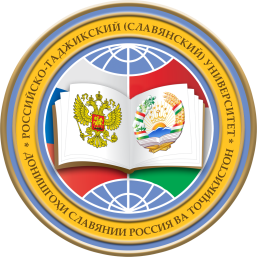 РОССИЙСКО-ТАДЖИКСКИЙ (СЛАВЯНСКИЙ) УНИВЕРСИТЕТ
ДОНИШГОҲИ СЛАВЯНИИ РОССИЯ ВА ТОҶИКИСТОН